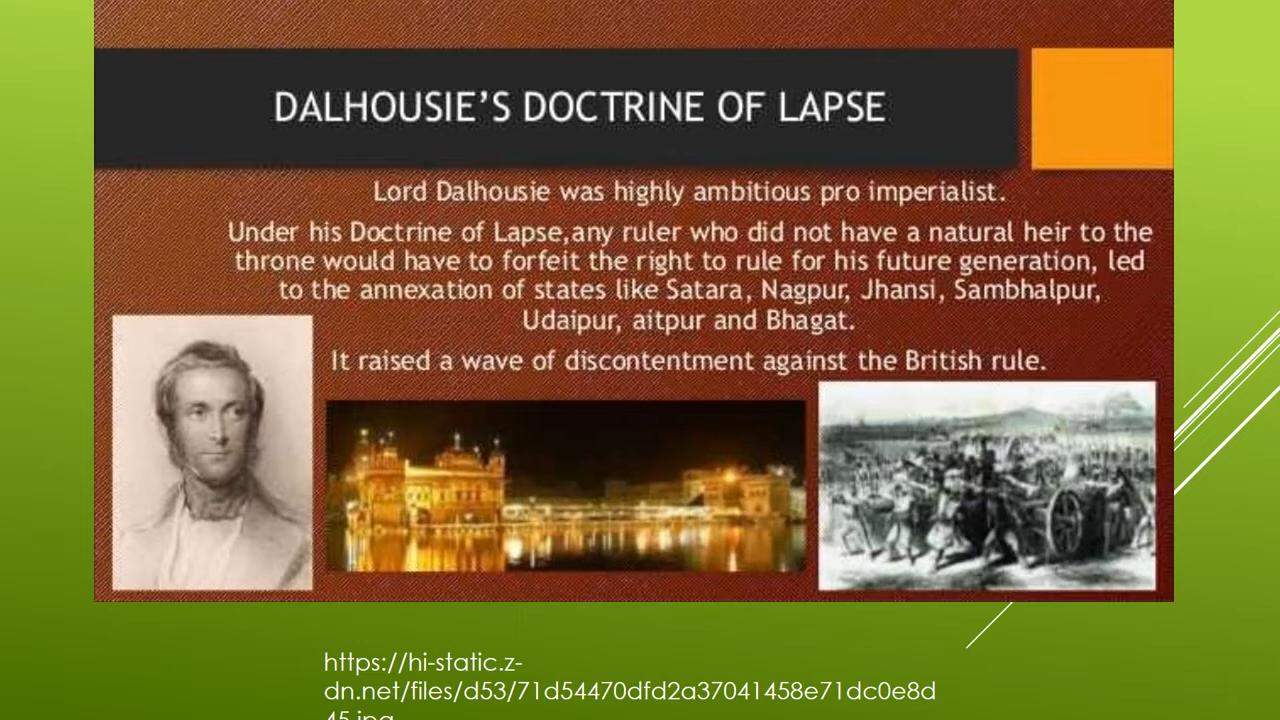 DALHOUSIE'S DOCTRINE OF LAPSE
Lord Dalhousie was highly ambitious pro imperialist.
Under his Doctrine of Lapse,any ruler who did not have a natural heir to the
throne would have to forfeit the right to rule for his future generation, led
to the annexation of states like Satara, Nagpur, Jhansi, Sambhalpur,
Udaipur, aitpur and Bhagat.
It raised a wave of discontentment against the British rule.
https://hi-static.z-
dn.net/files/d53/71d54470dfd2a37041458e71dc0e8d
45.jpg